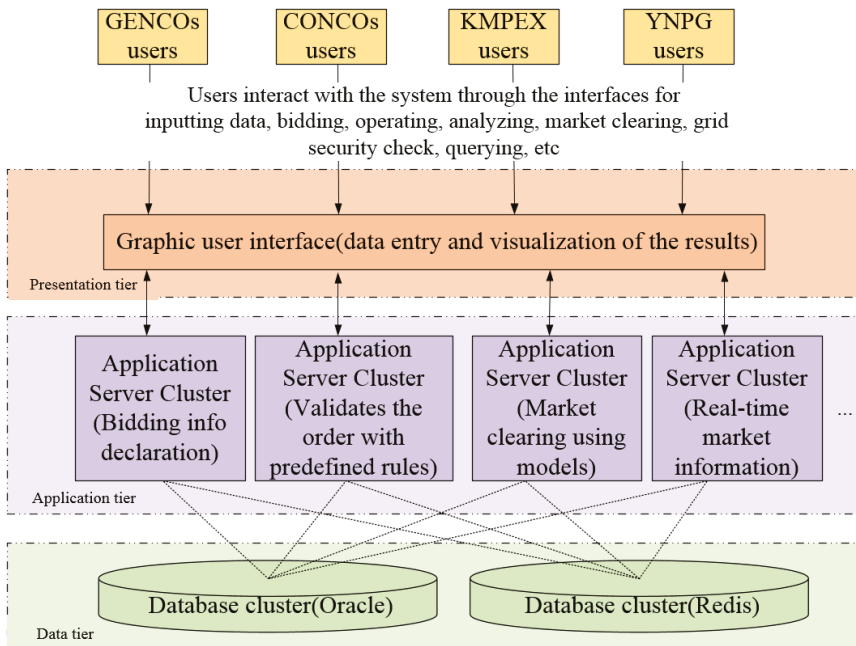 GENCOs
users
CONCOs
users
KMPEX
users
YNPG
users
Users interact with the system through the interfaces for
inputting data, bidding, operating, analyzing, market clearing, grid
security check, querying, etc
Graphic user interface(data entry and visualization of the results)
Presentation tier
Application
Server Cluster
(Bidding info
declaration)
Application
Server Cluster
(Validates the
order with
predefined rules)
Application
Server Cluster
(Market
clearing using
models)
Application
Server Cluster
(Real-time
market
information)
...
Application tier
Database cluster(Oracle)
Database cluster(Redis)
Data tier